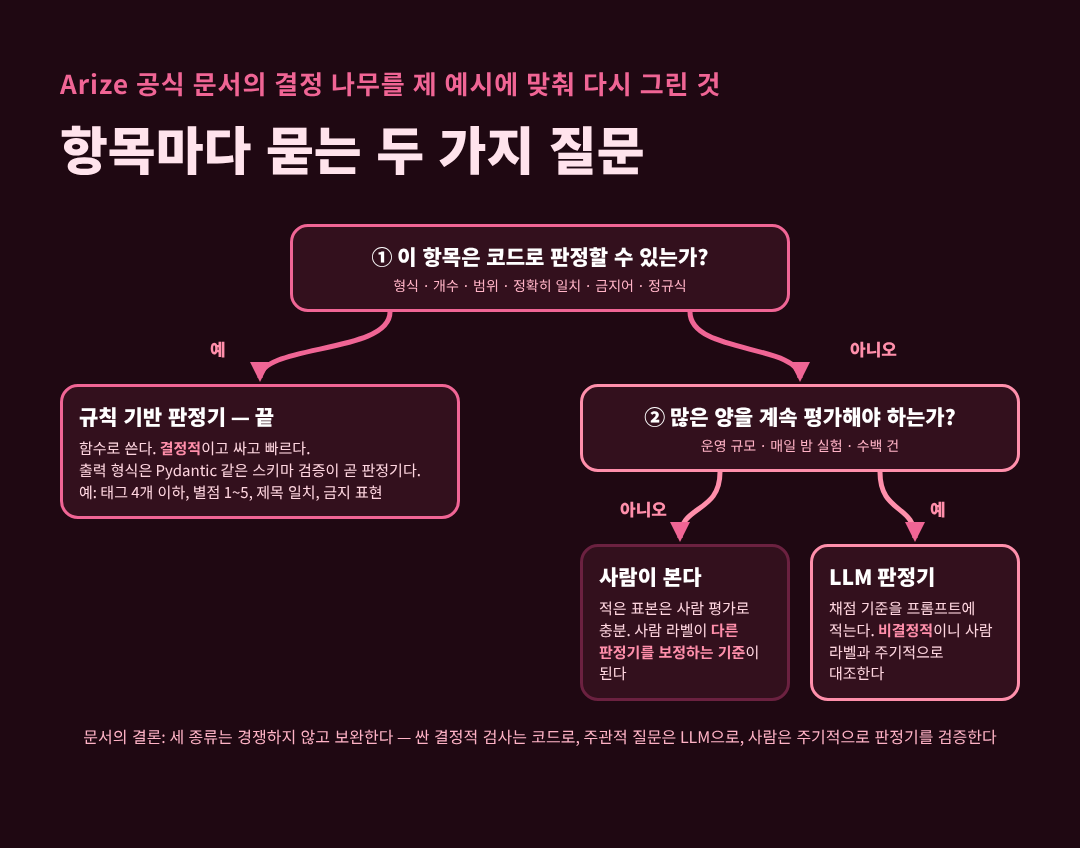 Arize 공식 문서의 결정 나무를 제 예시에 맞춰 다시 그린 것
항목마다 묻는 두 가지 질문
① 이 항목은 코드로 판정할 수 있는가?
형식 · 개수 · 범위 · 정확히 일치 · 금지어 · 정규식
예
아니오
규칙 기반 판정기 — 끝
함수로 쓴다. 결정적이고 싸고 빠르다.
출력 형식은 Pydantic 같은 스키마 검증이 곧 판정기다.
예: 태그 4개 이하, 별점 1~5, 제목 일치, 금지 표현
② 많은 양을 계속 평가해야 하는가?
운영 규모 · 매일 밤 실험 · 수백 건
아니오
예
사람이 본다
적은 표본은 사람 평가로
충분. 사람 라벨이 다른
판정기를 보정하는 기준이
된다
LLM 판정기
채점 기준을 프롬프트에
적는다. 비결정적이니 사람
라벨과 주기적으로
대조한다
문서의 결론: 세 종류는 경쟁하지 않고 보완한다 — 싼 결정적 검사는 코드로, 주관적 질문은 LLM으로, 사람은 주기적으로 판정기를 검증한다